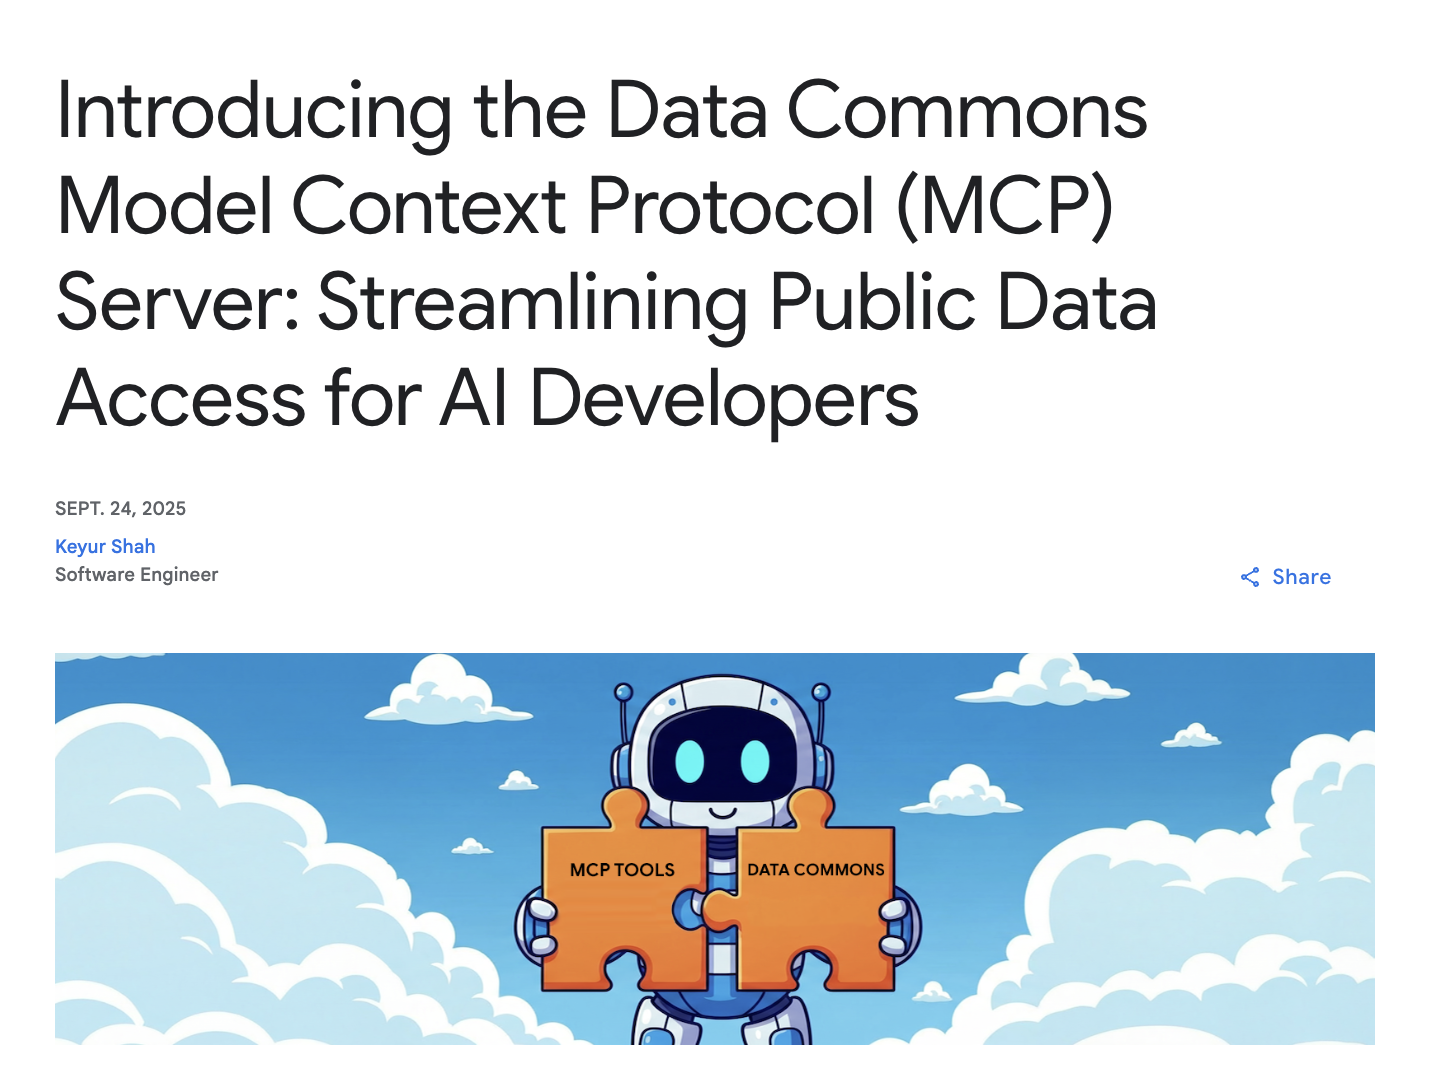 Introducing the Data Commons
Model Context Protocol (MCP)
Server: Streamlining Public Data
Access for AI Developers
SEPT. 24, 2025
Keyur Shah
Software Engineer
Share
MCP TOOLS
DATA COMMONS